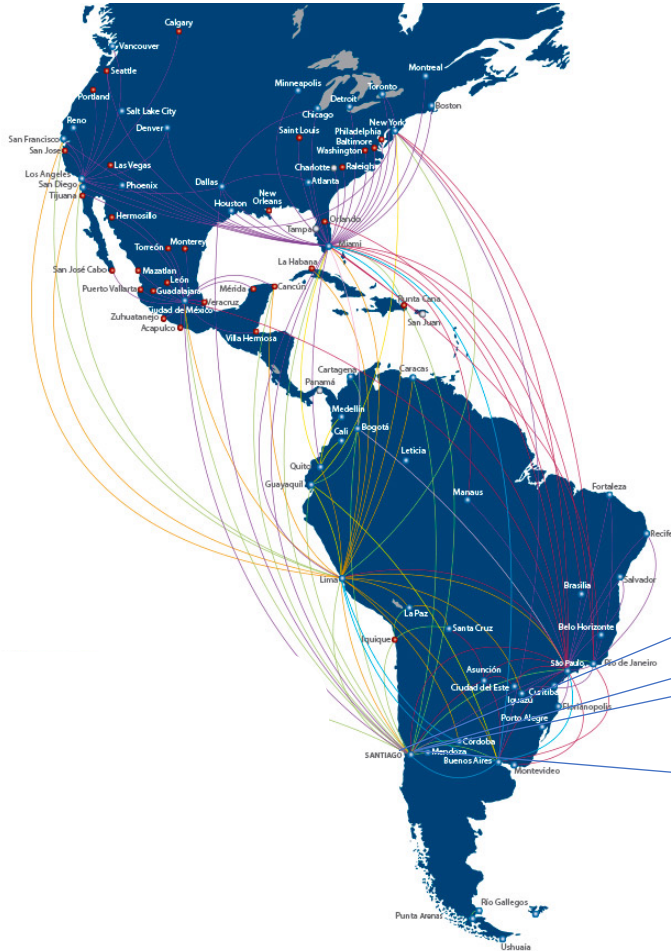 Calgary
Vancouver
Seattle
Montreal
Minneapolis
Toronto
Portland
Salt Lake City
Detroit
Boston
Chicago
Reno
Denver
New York
San Francisco
Saint Louis
Philadelphia
Baltimore
San Jose
Washington
Las Vegas
Charlotte
Raleigh
Los Angeles
San Diego
Phoenix
Dallas
Atlanta
Tijuana
Houston
New
Orleans
Hermosillo
Orlando
Tampa
Miami
Torreón
Monterey
La Habana
San José Cabo
Mazatlan
León
Puerto Vallarta
Guadalajara
Mérida
Cancún
Veracruz
Punta Cana
Ciudad de México
Zuhuatanejo
San Juan
Acapulco
Villa Hermosa
Cartagena
Caracas
Panamá
Medellín
Bogotá
Cali
Leticia
Quito
Guayaquil
Manaus
Fortaleza
Recife
Lima
Salvador
Brasilia
La Paz
Santa Cruz
Belo Horizonte
Iquique
São Paulo
Rio de Janeiro
Asunción
Ciudad del Este
Curitiba
Iguazú
Florianopolis
Porto Alegre
Córdoba
SANTIAGO
Mendoza
Buenos Aires
Montevideo
Río Gallegos
Punta Arenas
Ushuaia